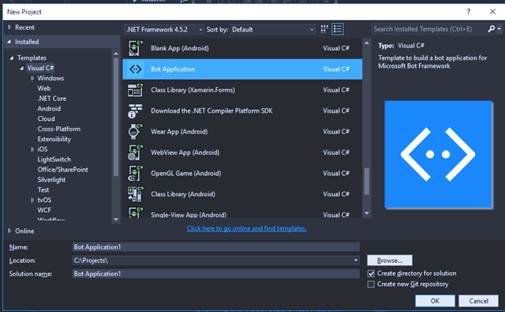 New Project
Recent
.NET Framework 4.5.2
Sort by: Default
Search Installed Templates (Ctrl+E)
Installed
Templates
Visual C#
Windows
Web
.NET Core
Android
Cloud
Cross-Platform
Extensibility
iOS
LightSwitch
Office/SharePoint
Silverlight
Test
tvOS
WCF
Workflow
Online
Blank App (Android) Visual C#
Bot Application Visual C#
Class Library (Xamarin.Forms) Visual C#
Download the .NET Compiler Platform SDK Visual C#
Wear App (Android) Visual C#
WebView App (Android) Visual C#
OpenGL Game (Android) Visual C#
Class Library (Android) Visual C#
Single-View App (Android) Visual C#
Click here to go online and find templates.
Type: Visual C#
Template to build a bot application for
Microsoft Bot Framework
Name: Bot Application1
Location: C:\Projects\
Browse...
Solution name: Bot Application1
Create directory for solution
Create new Git repository
OK
Cancel